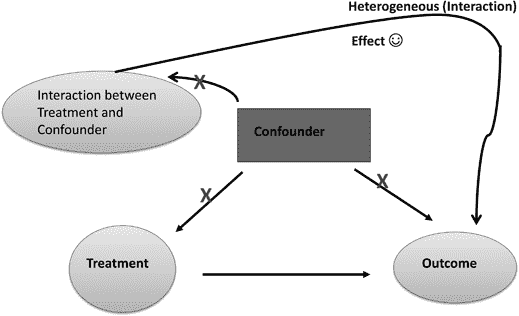 Heterogeneous (Interaction)
Effect ☺
Interaction between
Treatment and
Confounder
X
Confounder
X
X
Treatment
Outcome